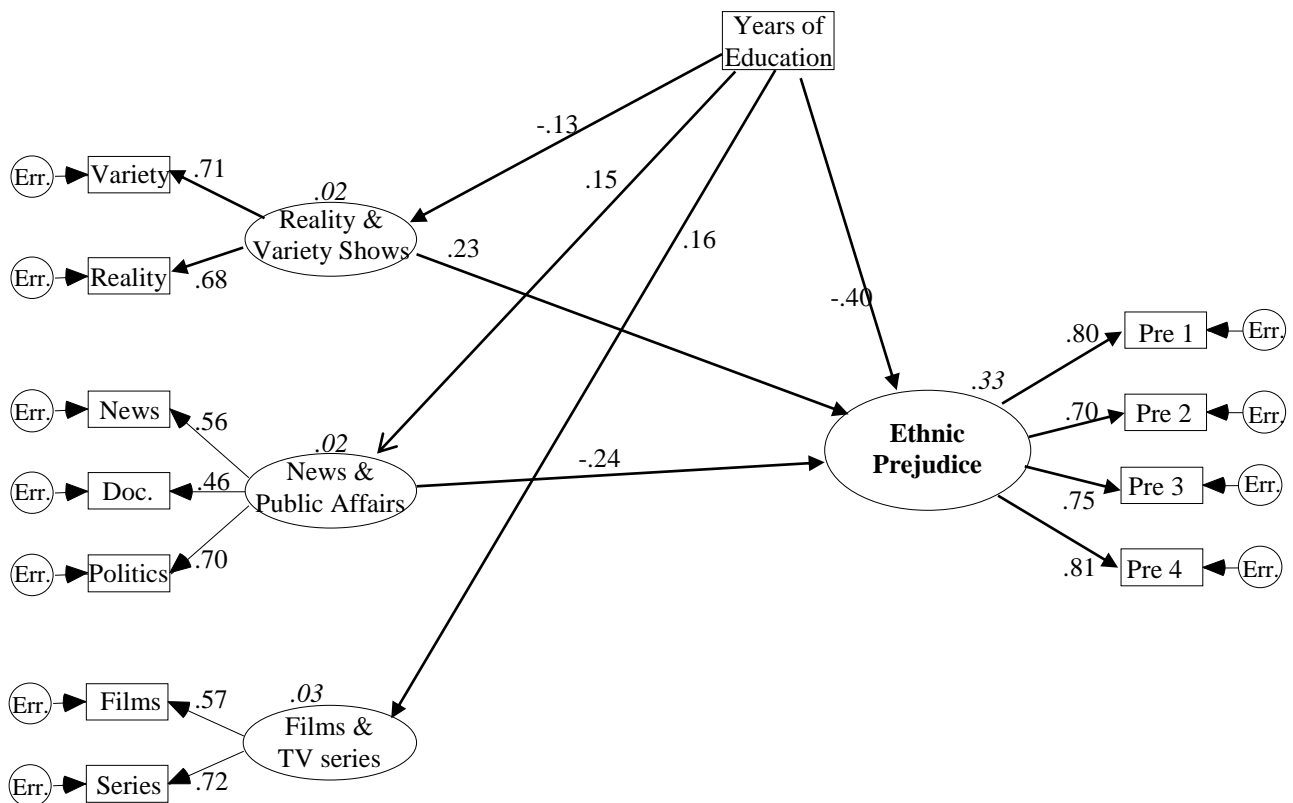 Years of
Education
-.13
.15
.16
-.40
Err.
Variety
.71
.02
Reality &
Variety Shows
.23
Err.
Reality
.68
.80
Pre 1
Err.
.33
Ethnic
Prejudice
.70
Pre 2
Err.
.75
Pre 3
Err.
.81
Pre 4
Err.
Err.
News
.56
.02
News &
Public Affairs
-.24
Err.
Doc.
.46
Err.
Politics
.70
Err.
Films
.57
.03
Films &
TV series
Err.
Series
.72